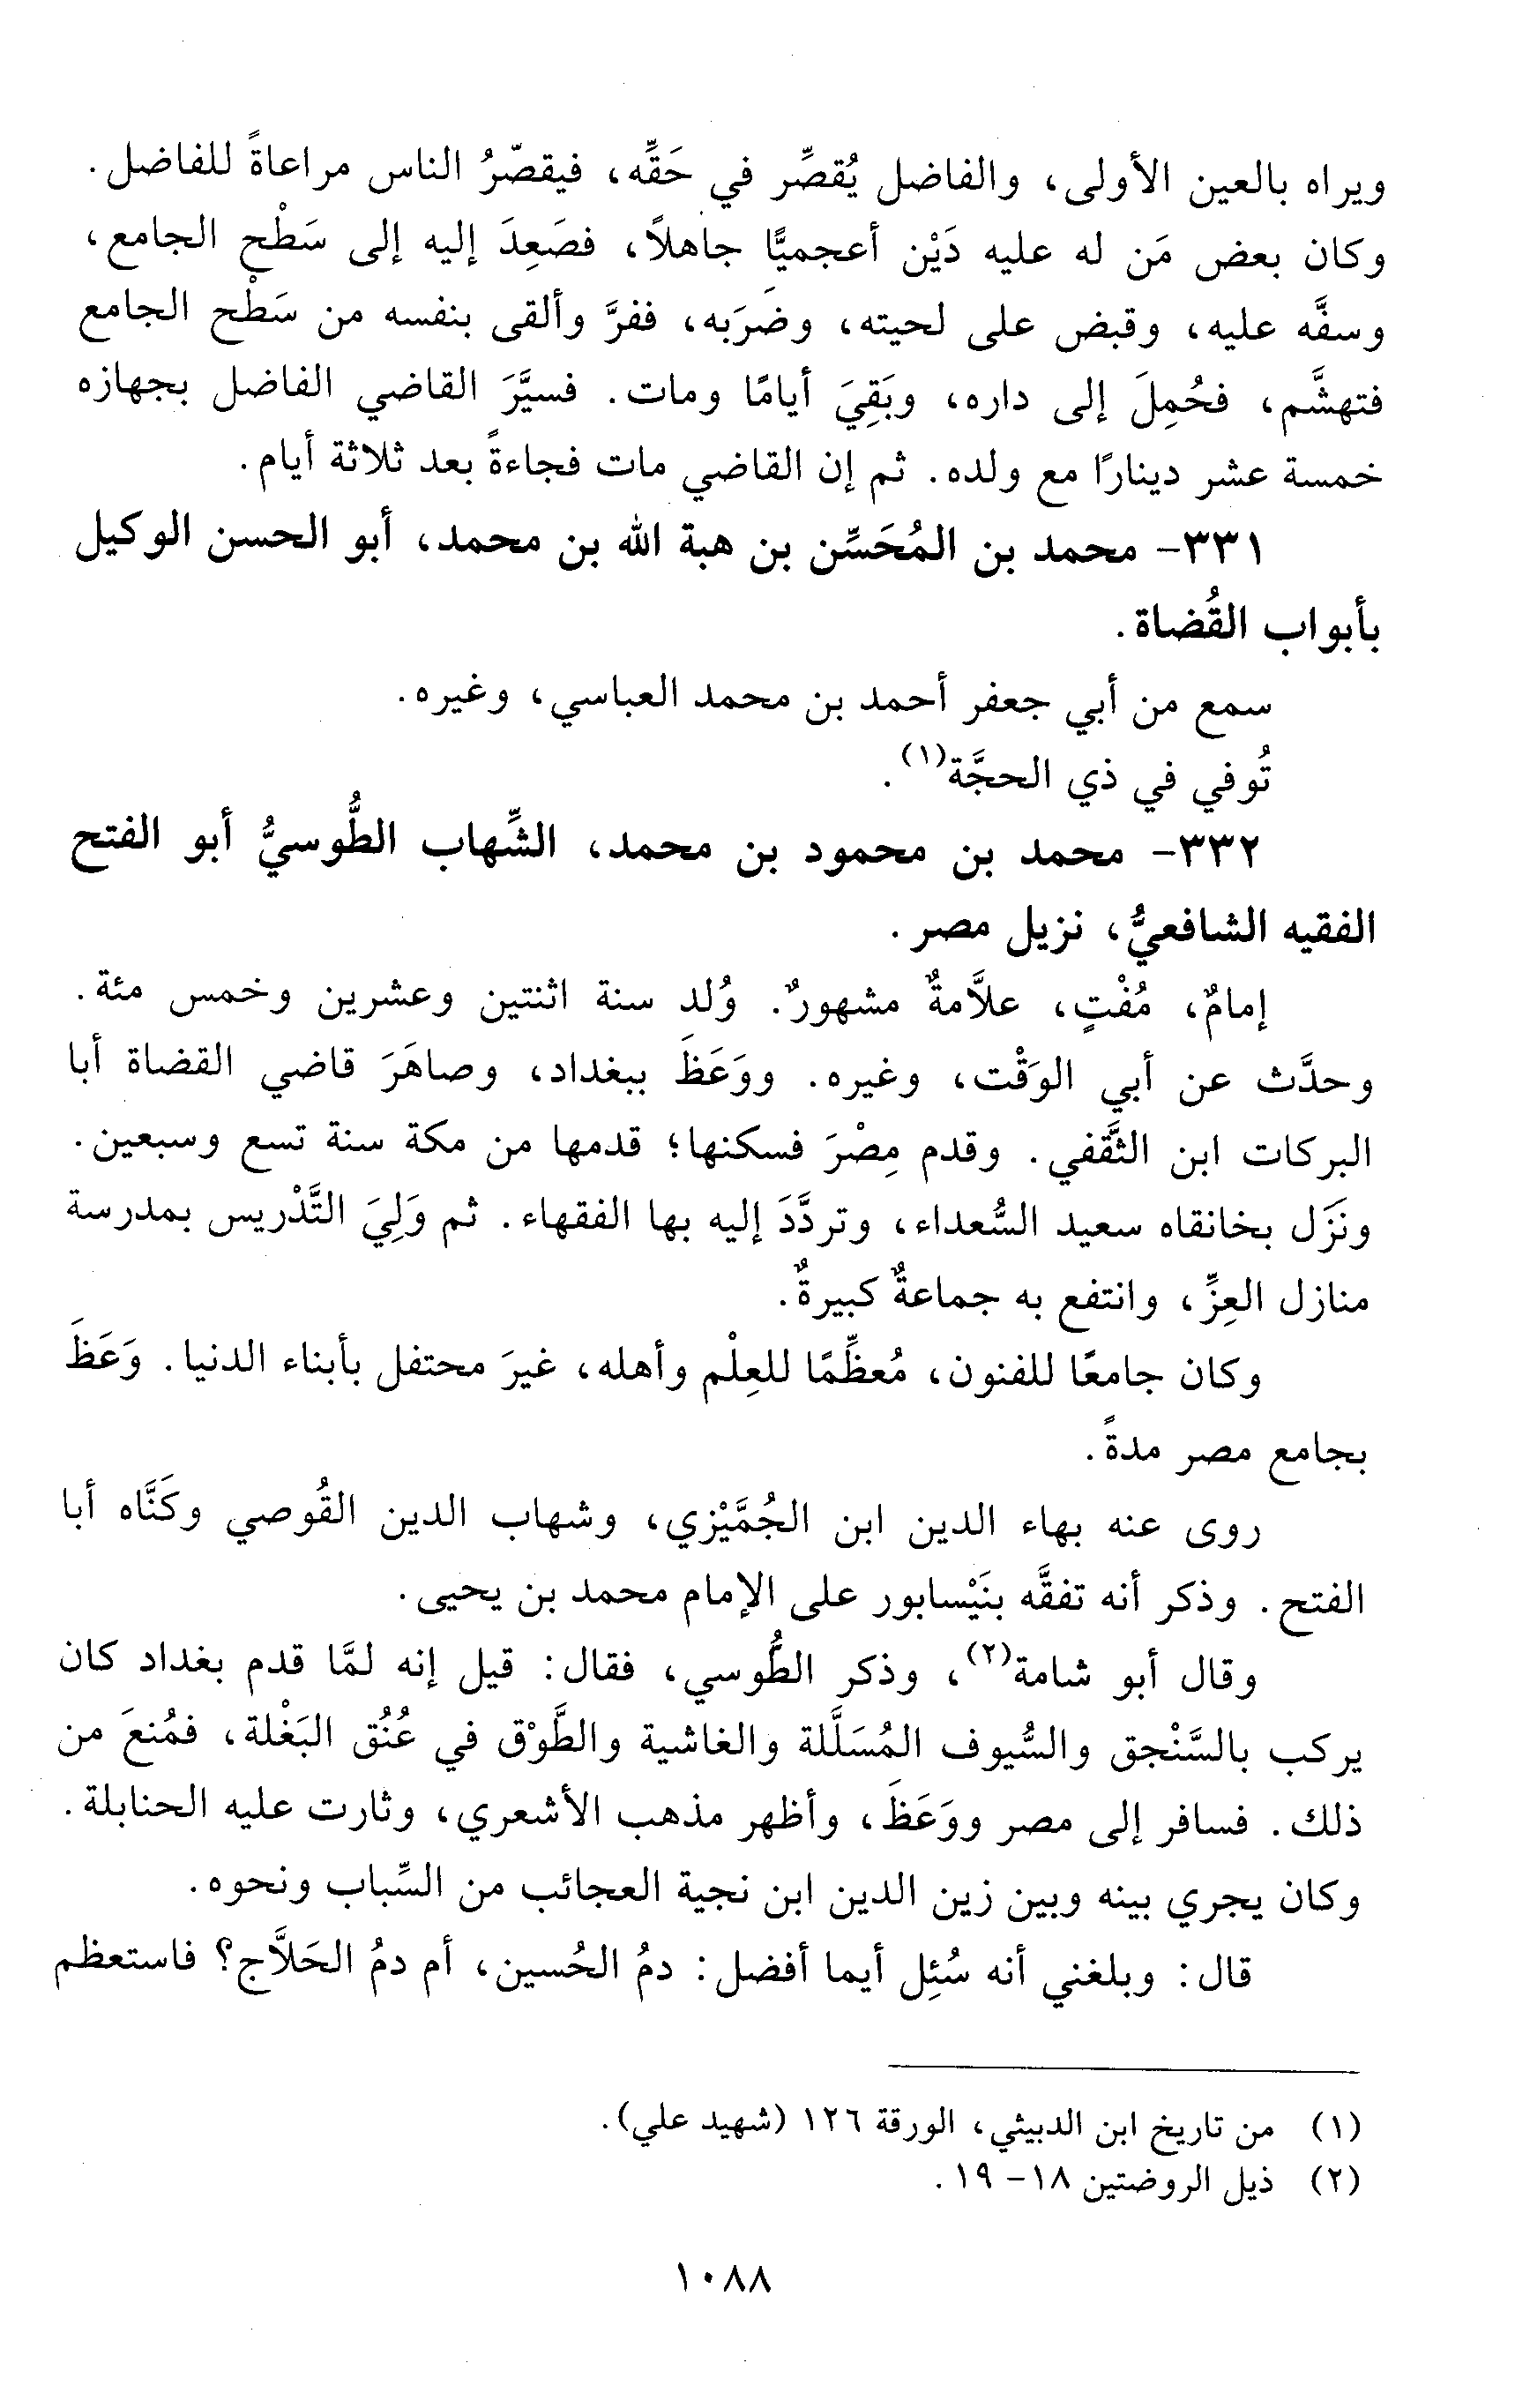 ويراه بالعين الأولى، والفاضل يُقصِّر في حَقِّه، فيقصّرُ الناس مراعاةً للفاضل.
وكان بعض مَن له عليه دَيْن أعجميًّا جاهلاً، فصَعِدَ إليه إلى سَطْح الجامع،
وسفَّه عليه، وقبض على لحيته، وضَرَبه، ففرَّ وألقى بنفسه من سَطْح الجامع
فتهشَّم، فحُمِلَ إلى داره، وبَقِيَ أيامًا ومات. فسيَّرَ القاضي الفاضل بجهازه
خمسة عشر دينارًا مع ولده. ثم إن القاضي مات فجاءةً بعد ثلاثة أيام.
٣٣١- محمد بن المُحَسِّن بن هبة الله بن محمد، أبو الحسن الوكيل
بأبواب القُضاة.
سمع من أبي جعفر أحمد بن محمد العباسي، وغيره.
تُوفي في ذي الحجَّة(١).
٣٣٢- محمد بن محمود بن محمد، الشِّهاب الطُّوسيُّ أبو الفتح
الفقيه الشافعيُّ، نزيل مصر.
إمامٌ، مُفْتٍ، علاَّمةٌ مشهورٌ. وُلد سنة اثنتين وعشرين وخمس مئة.
وحدَّث عن أبي الوَقْت، وغيره. ووَعَظَ ببغداد، وصاهَرَ قاضي القضاة أبا
البركات ابن الثَّقفي. وقدم مِصْرَ فسكنها؛ قدمها من مكة سنة تسع وسبعين.
ونَزَل بخانقاه سعيد السُّعداء، وتردَّدَ إليه بها الفقهاء. ثم وَلِيَ التَّدْريس بمدرسة
منازل العِزِّ، وانتفع به جماعةٌ كبيرةٌ.
وكان جامعًا للفنون، مُعظِّمًا للعِلْم وأهله، غيرَ محتفل بأبناء الدنيا. وَعَظَ
بجامع مصر مدةً.
روى عنه بهاء الدين ابن الجُمَّيْزي، وشهاب الدين القُوصي وكَنَّاه أبا
الفتح. وذكر أنه تفقَّه بنَيْسابور على الإمام محمد بن يحيى.
وقال أبو شامة(٢)، وذكر الطُّوسي، فقال: قيل إنه لمَّا قدم بغداد كان
يركب بالسَّنْجق والسُّيوف المُسَلَّلة والغاشية والطَّوْق في عُنُق البَغْلة، فمُنعَ من
ذلك. فسافر إلى مصر ووَعَظَ، وأظهر مذهب الأشعري، وثارت عليه الحنابلة.
وكان يجري بينه وبين زين الدين ابن نجية العجائب من السِّباب ونحوه.
قال: وبلغني أنه سُئِل أيما أفضل: دمُ الحُسين، أم دمُ الحَلاَّج؟ فاستعظم
(١) من تاريخ ابن الدبيثي، الورقة ١٢٦ (شهيد علي).
(٢) ذيل الروضتين ١٨- ١٩.
١٠٨٨